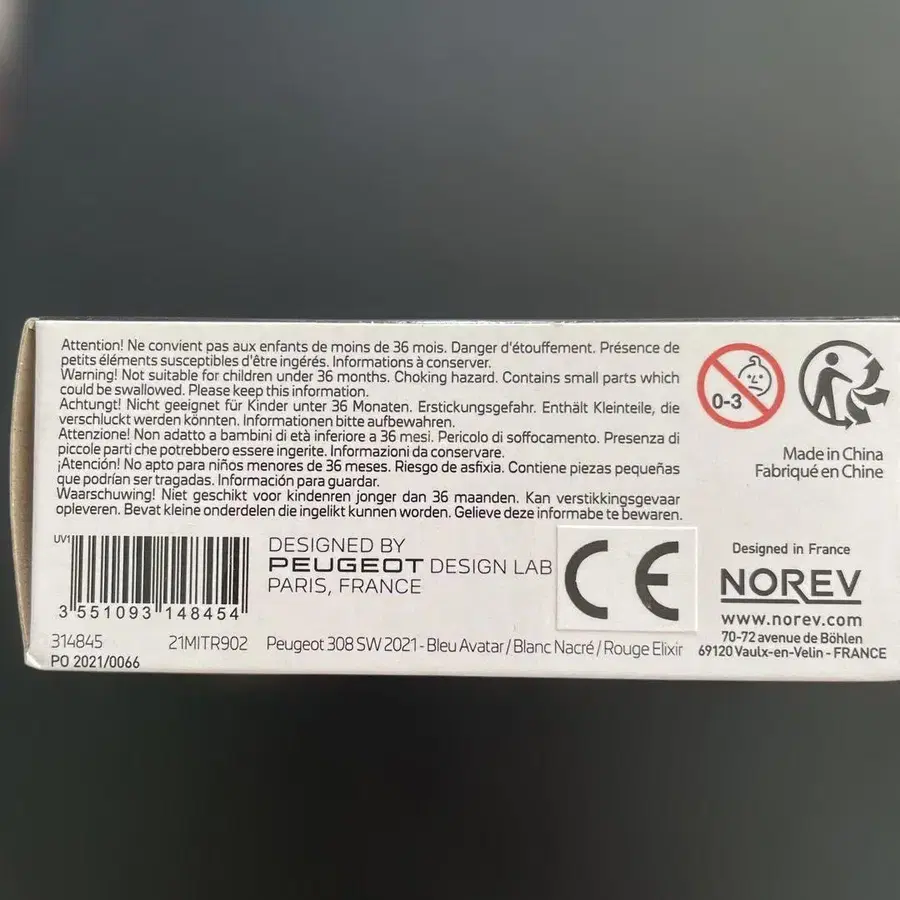 Attention! Ne convient pas aux enfants de moins de 36 mois. Danger d'étouffement. Présence de
petits éléments susceptibles d'être ingérés. Informations à conserver.
Warning! Not suitable for children under 36 months. Choking hazard. Contains small parts which
could be swallowed. Please keep this information.
Achtungt! Nicht geeignet für Kinder unter 36 Monaten. Erstickungsgefahr. Enthält Kleinteile, die
verschluckt werden könnten. Informationen bitte aufbewahren.
Attenzione! Non adatto a bambini di età inferiore a 36 mesi. Pericolo di soffocamento. Presenza di
piccole parti che potrebbero essere ingerite. Informazioni da conservare.
¡Atención! No apto para niños menores de 36 meses. Riesgo de asfixia. Contiene piezas pequeñas
que podrían ser tragadas. Información para guardar.
Waarschuwing! Niet geschikt voor kindenren jonger dan 36 maanden. Kan verstikkingsgevaar
opleveren. Bevat kleine onderdelen die ingelikt kunnen worden. Gelieve deze informabe te bewaren.
0-3
Made in China
Fabriqué en Chine
UV1
3 551093 148454
DESIGNED BY
PEUGEOT DESIGN LAB
PARIS, FRANCE
CE
Designed in France
NOREV
www.norev.com
70-72 avenue de Böhlen
69120 Vaulx-en-Velin - FRANCE
314845 21MITR902 Peugeot 308 SW 2021 - Bleu Avatar / Blanc Nacré / Rouge Elixir
PO 2021/0066